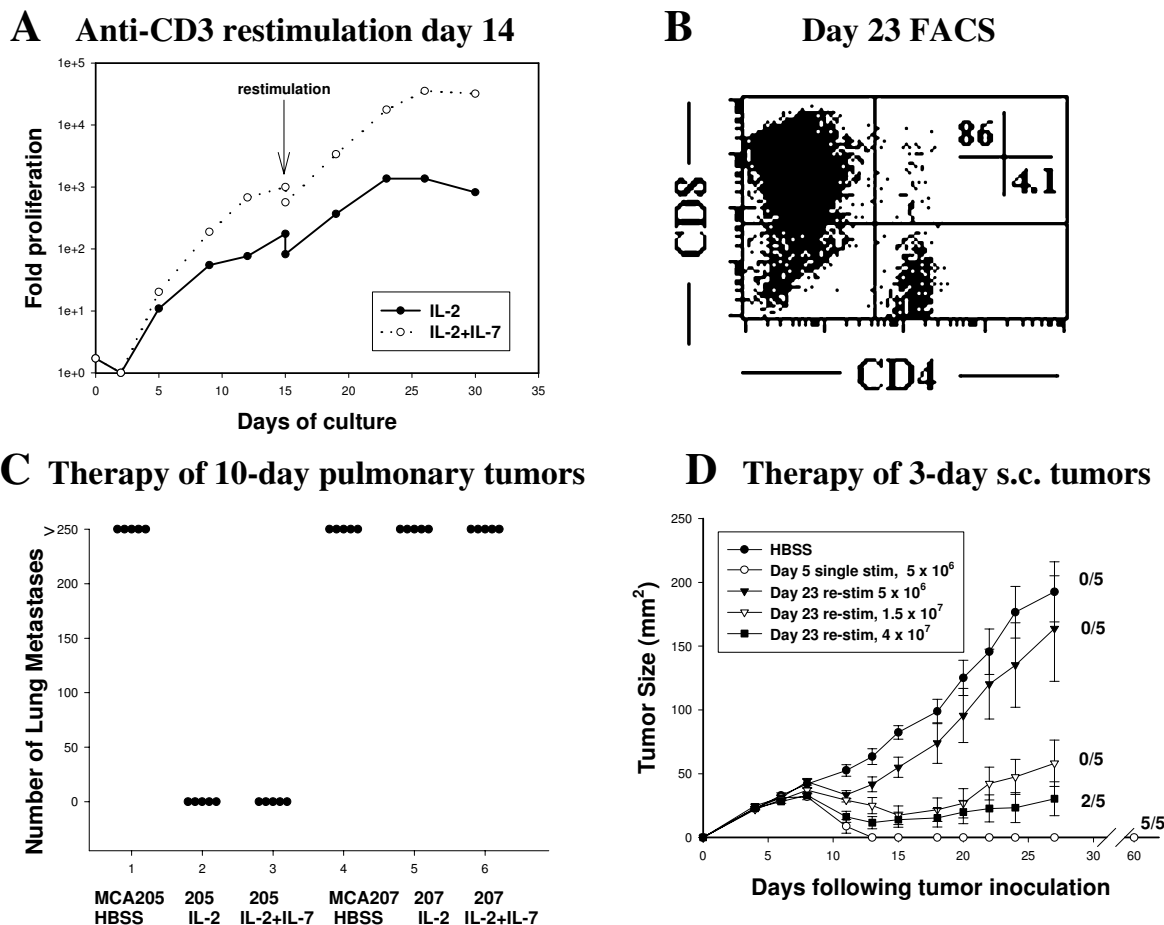 A Anti-CD3 restimulation day 14
1e+5
1e+4
1e+3
1e+2
1e+1
1e+0
Fold proliferation
restimulation
IL-2
IL-2+IL-7
0 5 10 15 20 25 30 35
Days of culture
B Day 23 FACS
CD8
86
4.1
CD4
C Therapy of 10-day pulmonary tumors
Number of Lung Metastases
>250
200
150
100
50
0
1 2 3 4 5 6
MCA205 205 205 MCA207 207 207
HBSS IL-2 IL-2+IL-7 HBSS IL-2 IL-2+IL-7
D Therapy of 3-day s.c. tumors
Tumor Size (mm²)
250
200
150
100
50
0
HBSS
Day 5 single stim, 5 x 10⁶
Day 23 re-stim 5 x 10⁶
Day 23 re-stim, 1.5 x 10⁷
Day 23 re-stim, 4 x 10⁷
0/5
0/5
0/5
2/5
5/5
0 5 10 15 20 25 30 60
Days following tumor inoculation